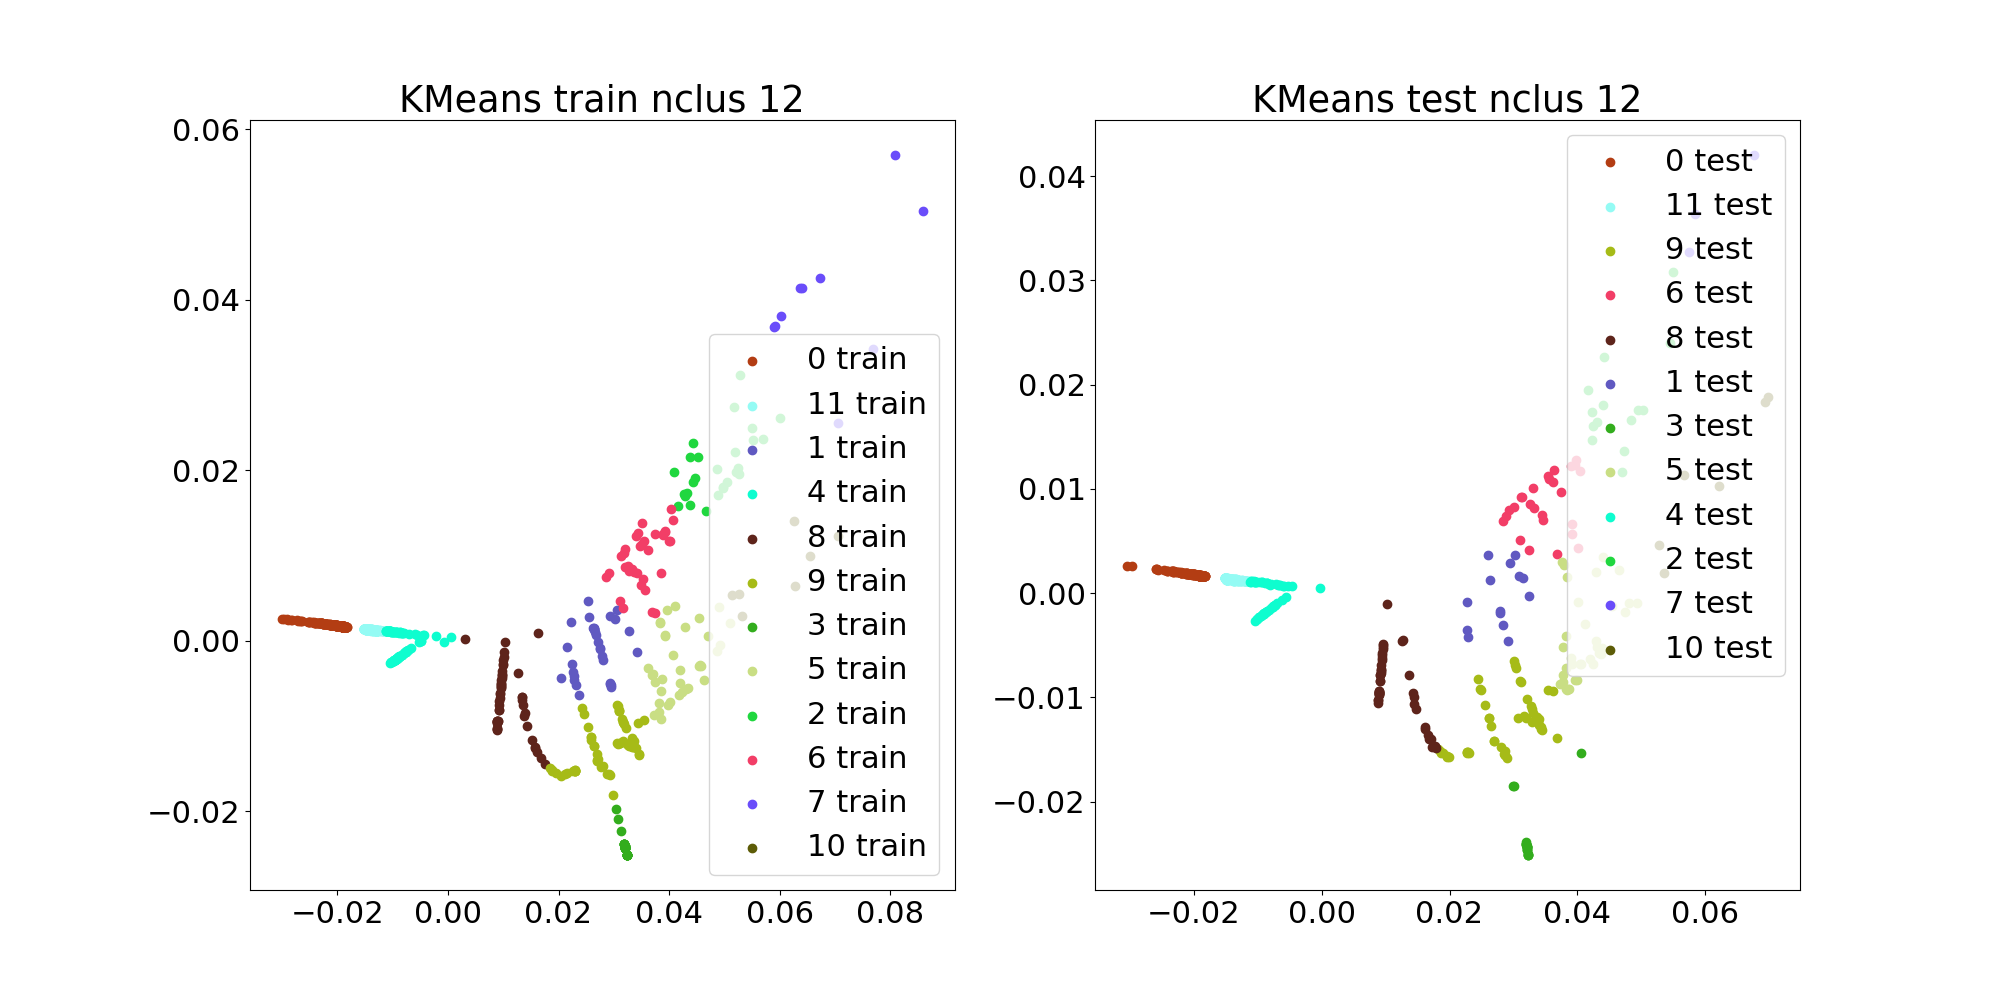 KMeans train nclus 12
0.06
0.04
0.02
0.00
−0.02
−0.02 0.00 0.02 0.04 0.06 0.08
0 train
11 train
1 train
4 train
8 train
9 train
3 train
5 train
2 train
6 train
7 train
10 train
KMeans test nclus 12
0.04
0.03
0.02
0.01
0.00
−0.01
−0.02
−0.02 0.00 0.02 0.04 0.06
0 test
11 test
9 test
6 test
8 test
1 test
3 test
5 test
4 test
2 test
7 test
10 test